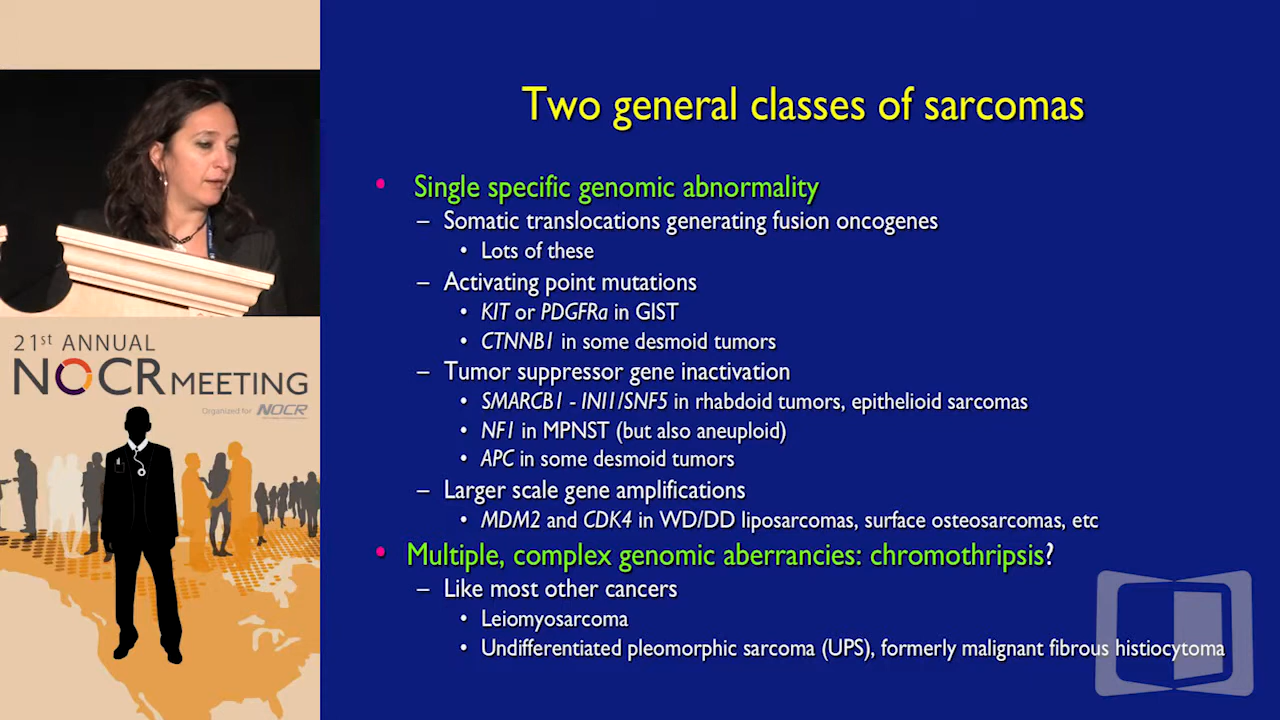 Two general classes of sarcomas
• Single specific genomic abnormality
– Somatic translocations generating fusion oncogenes
• Lots of these
– Activating point mutations
• KIT or PDGFRa in GIST
• CTNNB1 in some desmoid tumors
– Tumor suppressor gene inactivation
• SMARCB1 - INI1/SNF5 in rhabdoid tumors, epithelioid sarcomas
• NF1 in MPNST (but also aneuploid)
• APC in some desmoid tumors
– Larger scale gene amplifications
• MDM2 and CDK4 in WD/DD liposarcomas, surface osteosarcomas, etc
• Multiple, complex genomic aberrancies: chromothripsis?
– Like most other cancers
• Leiomyosarcoma
• Undifferentiated pleomorphic sarcoma (UPS), formerly malignant fibrous histiocytoma
21st ANNUAL
NOCR MEETING
Organized for NOCR